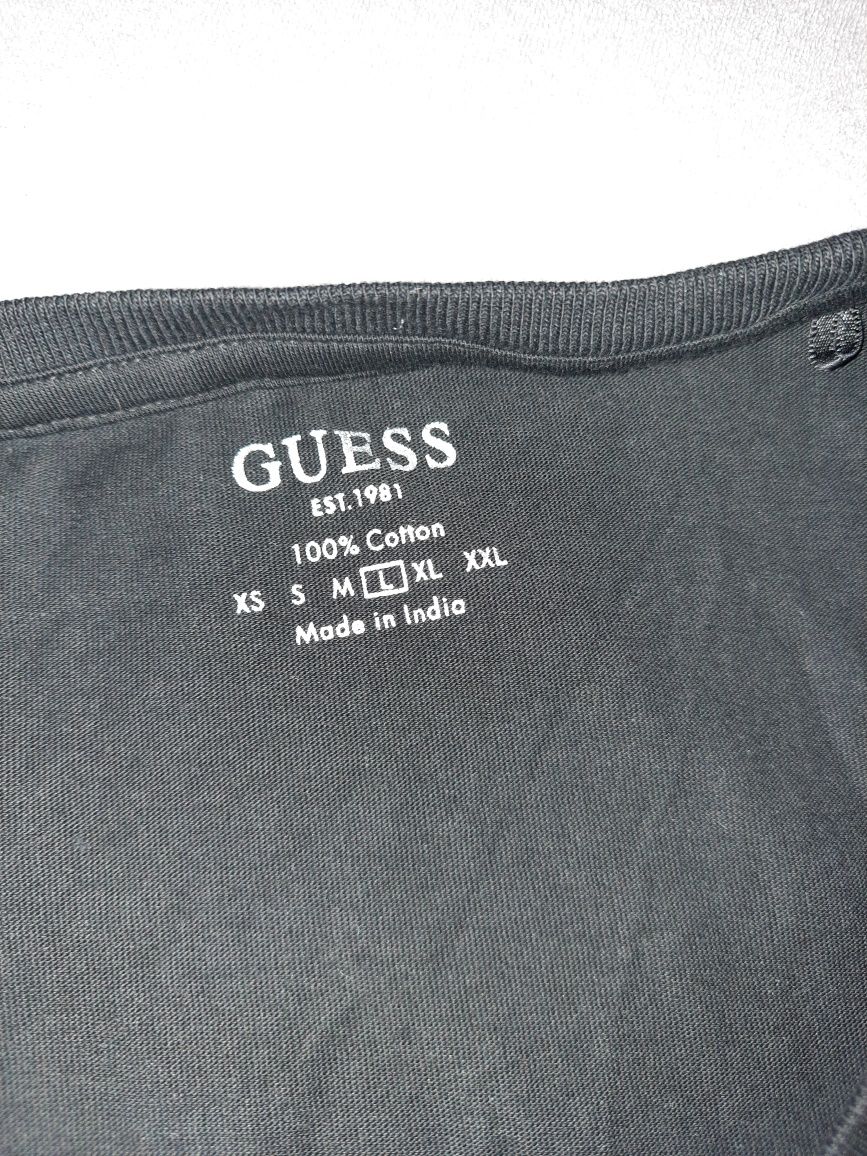 GUESS
EST.1981
100% Cotton
XS S M L XL XXL
Made in India